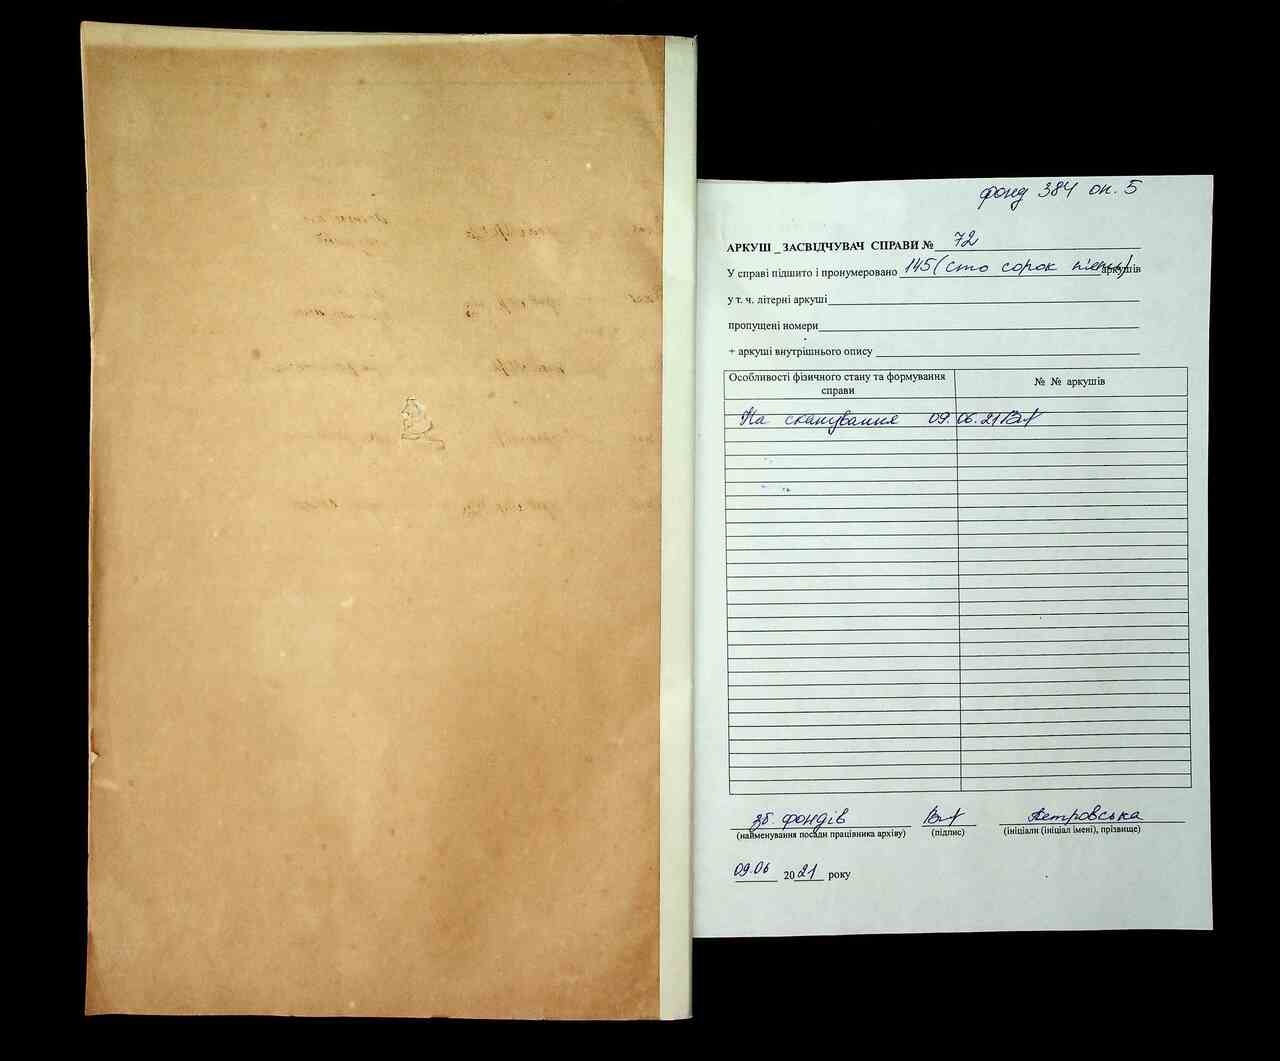 фонд 384 оп. 5
АРКУШ _ЗАСВІДЧУВАЧ СПРАВИ № 72
У справі підшито і пронумеровано 145 (сто сорок п'ять) аркушів
у т. ч. літерні аркуші
пропущені номери
+ аркуші внутрішнього опису
Особливості фізичного стану та формування справи № № аркушів
На сканування 09.06.21
зб. фондів Петровська
(найменування посади працівника архіву) (підпис) (ініціали (ініціал імені), прізвище)
09.06 2021 року